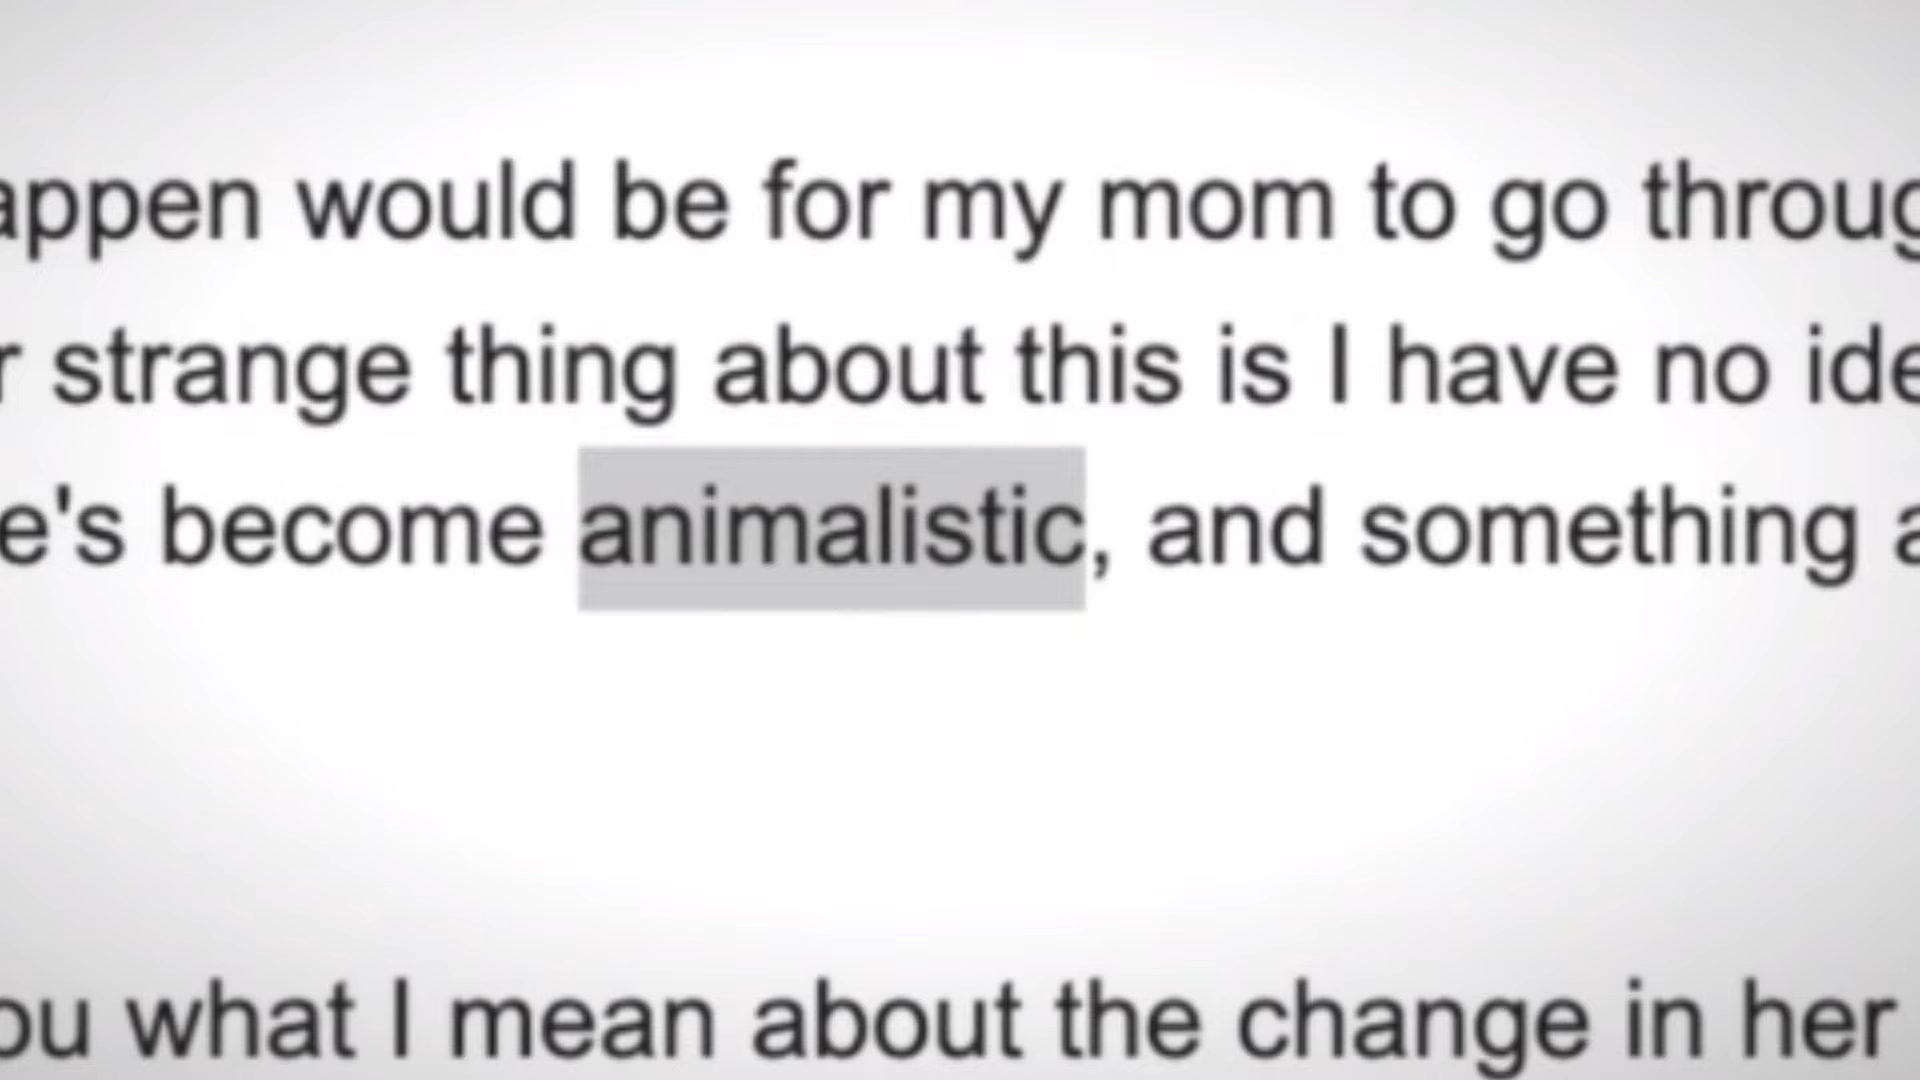 appen would be for my mom to go throug
r strange thing about this is I have no ide
e's become animalistic, and something a
ou what I mean about the change in her